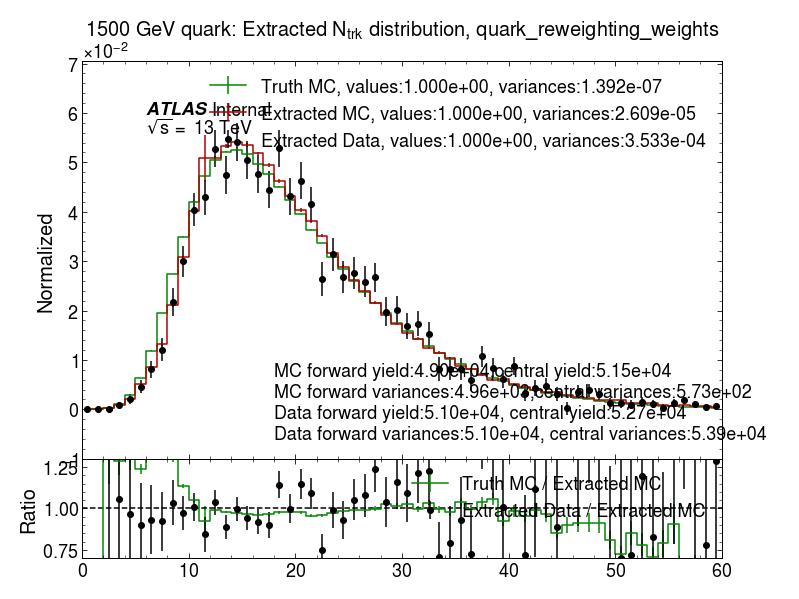 1500 GeV quark: Extracted N_trk distribution, quark_reweighting_weights
×10⁻²
Truth MC, values:1.000e+00, variances:1.392e-07
ATLAS Internal
Extracted MC, values:1.000e+00, variances:2.609e-05
√s = 13 TeV
Extracted Data, values:1.000e+00, variances:3.533e-04
Normalized
7
6
5
4
3
2
1
0
MC forward yield:4.90e+04, central yield:5.15e+04
MC forward variances:4.96e+02, central variances:5.73e+02
Data forward yield:5.10e+04, central yield:5.27e+04
Data forward variances:5.10e+04, central variances:5.39e+04
Ratio
1.25
1.00
0.75
Truth MC / Extracted MC
Extracted Data / Extracted MC
0 10 20 30 40 50 60